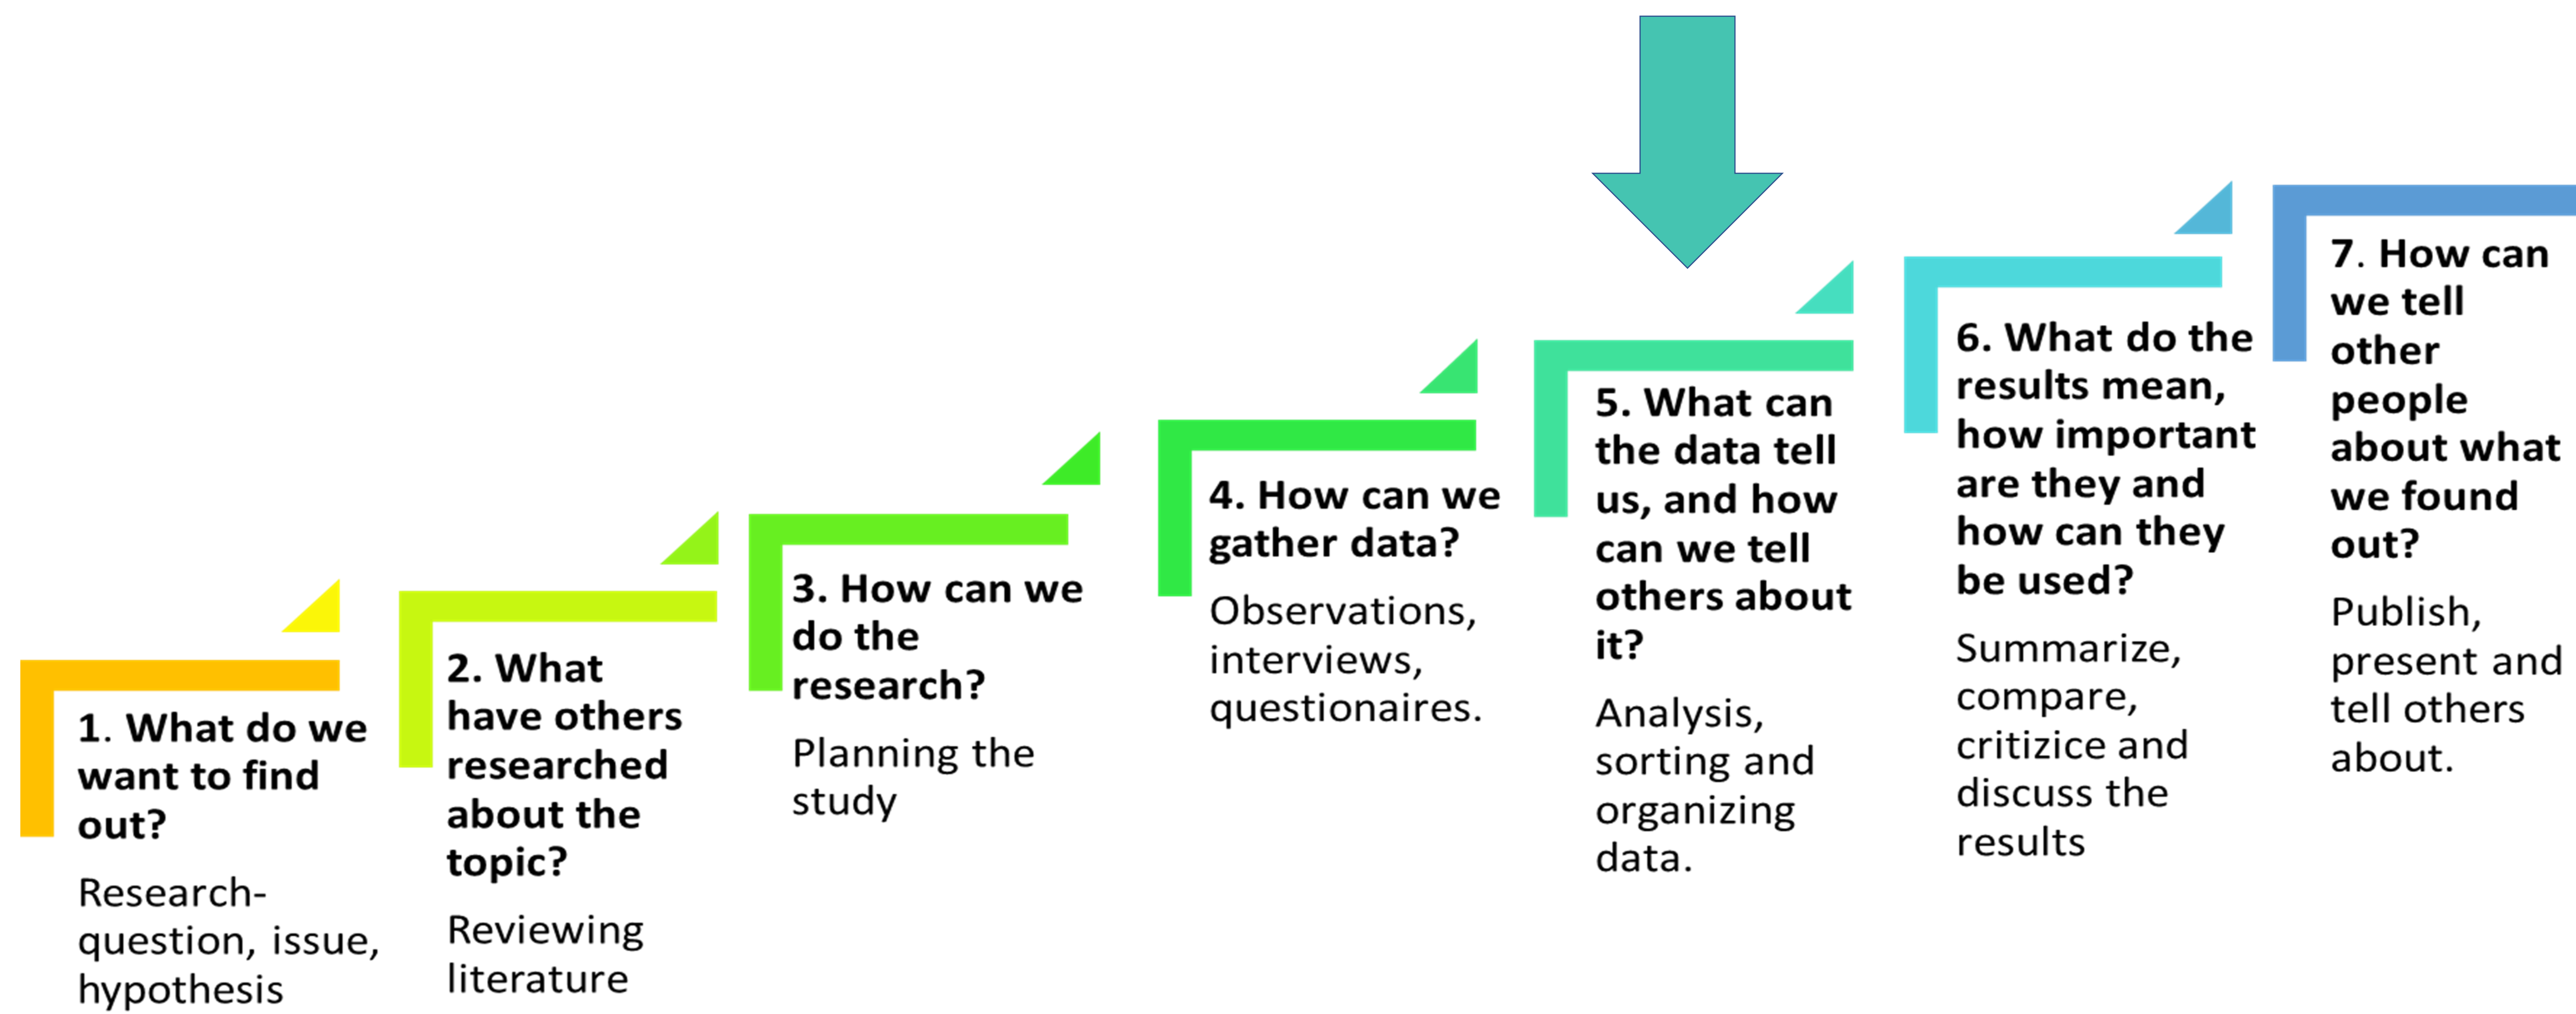 1. What do we
want to find
out?
Research-
question, issue,
hypothesis
2. What
have others
researched
about the
topic?
Reviewing
literature
3. How can we
do the
research?
Planning the
study
4. How can we
gather data?
Observations,
interviews,
questionaires.
5. What can
the data tell
us, and how
can we tell
others about
it?
Analysis,
sorting and
organizing
data.
6. What do the
results mean,
how important
are they and
how can they
be used?
Summarize,
compare,
critizice and
discuss the
results
7. How can
we tell
other
people
about what
we found
out?
Publish,
present and
tell others
about.